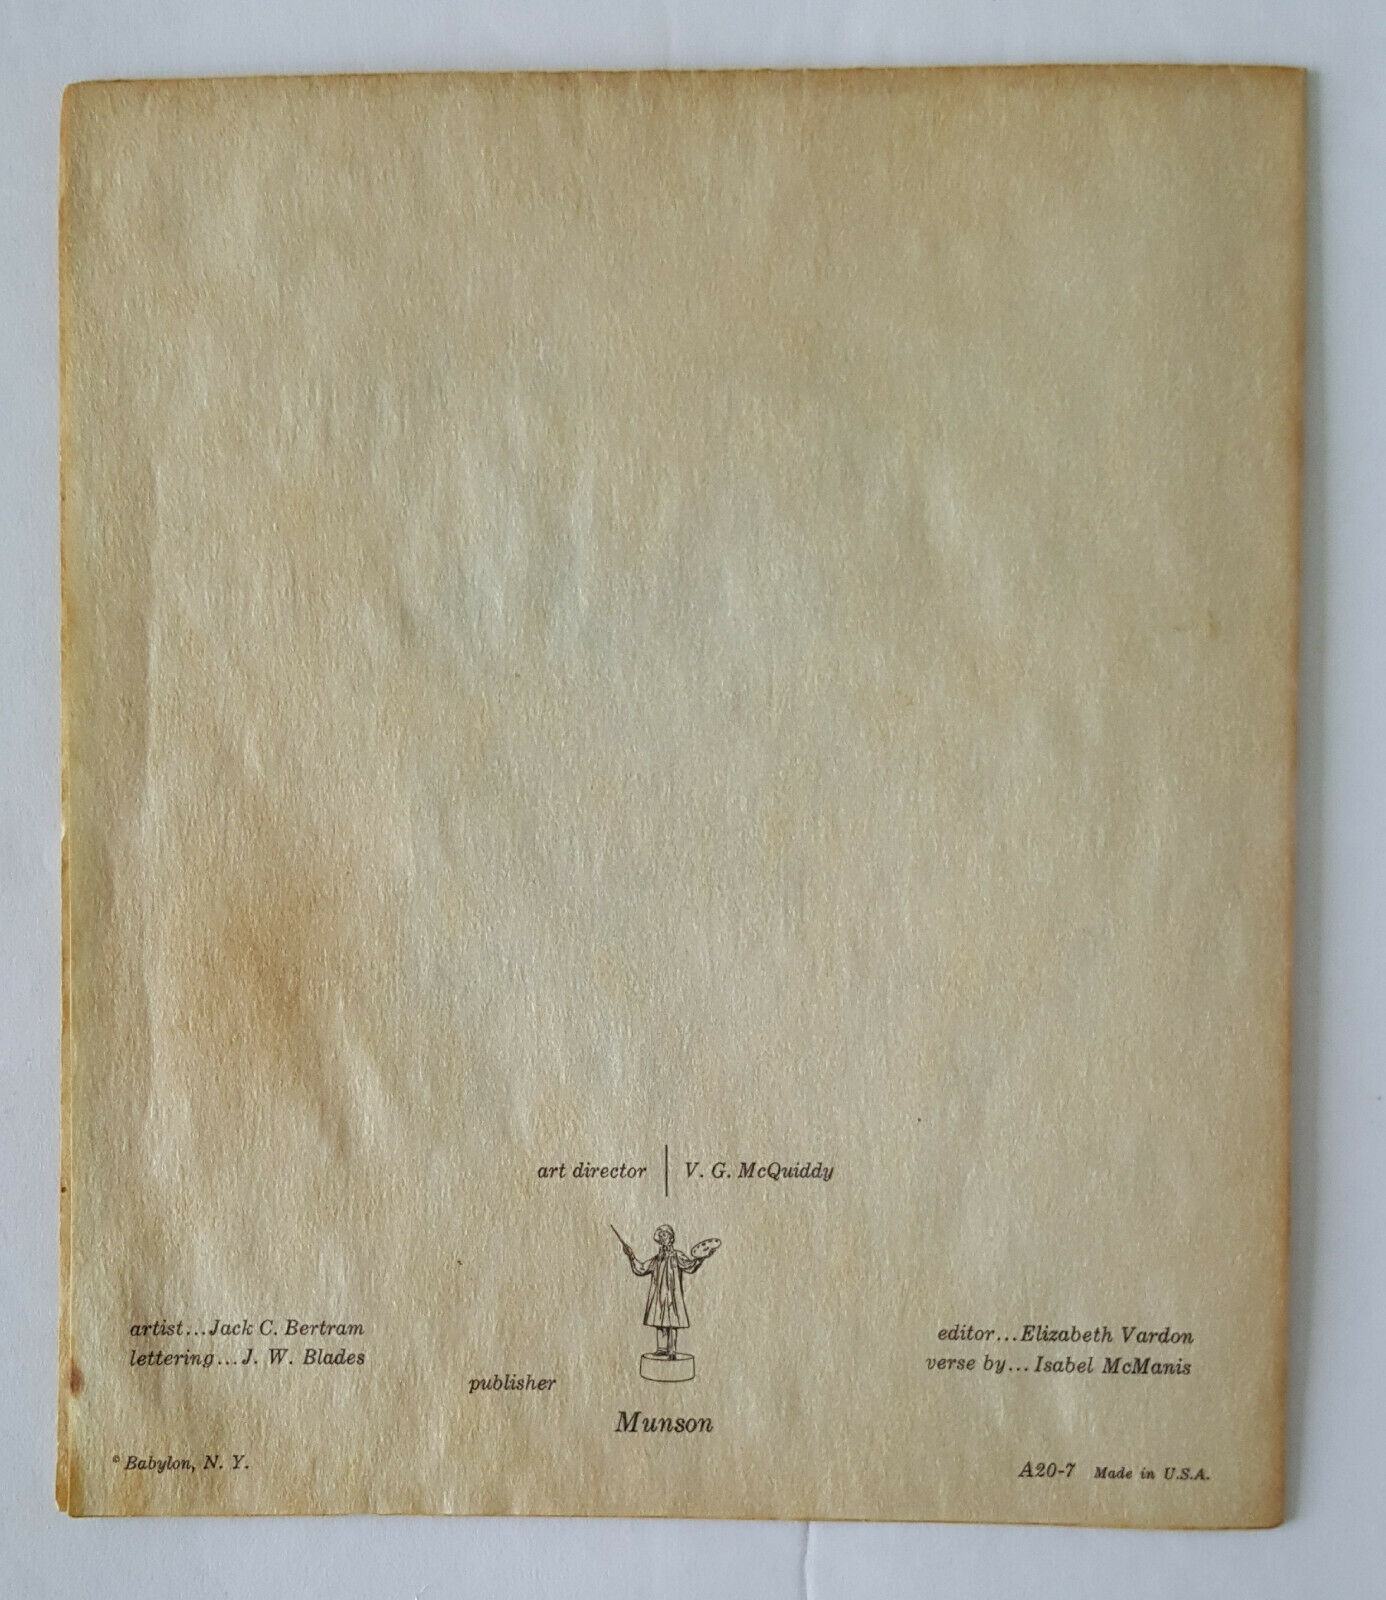 art director | V. G. McQuiddy
artist...Jack C. Bertram
lettering...J. W. Blades
publisher
Munson
editor...Elizabeth Vardon
verse by...Isabel McManis
© Babylon, N. Y.
A20-7 Made in U.S.A.